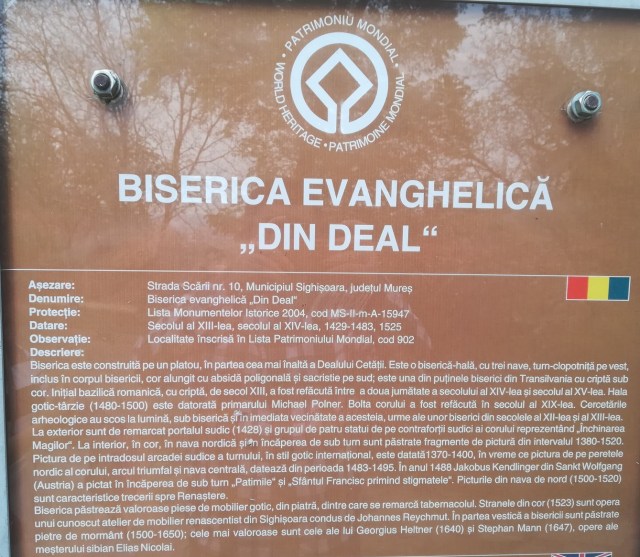 PATRIMONIU MONDIAL • WORLD HERITAGE • PATRIMOINE MONDIAL •
BISERICA EVANGHELICĂ
„DIN DEAL“
Așezare: Strada Scării nr. 10, Municipiul Sighișoara, județul Mureș
Denumire: Biserica evanghelică „Din Deal”
Protecție: Lista Monumentelor Istorice 2004, cod MS-II-m-A-15947
Datare: Secolul al XIII-lea, secolul al XIV-lea, 1429-1483, 1525
Observație: Localitate înscrisă în Lista Patrimoniului Mondial, cod 902
Descriere:
Biserica este construită pe un platou, în partea cea mai înaltă a Dealului Cetății. Este o biserică-hală, cu trei nave, turn-clopotniță pe vest,
inclus în corpul bisericii, cor alungit cu absidă poligonală și sacristie pe sud; este una din puținele biserici din Transilvania cu criptă sub
cor. Inițial bazilică romanică, cu criptă, de secol XIII, a fost refăcută într a doua jumătate a secolului al XIV-lea și secolul al XV-lea. Hala
gotic-târzie (1480-1500) este datorată primarului Michael Polner. Bolta corului a fost refăcută în secolul al XIX-lea. Cercetările
arheologice au scos la lumină, sub biserică și în imediata vecinătate a acesteia, urme ale unor biserici din secolele al XII-lea și al XIII-lea.
La exterior sunt de remarcat portalul sudic (1428) și grupul de patru statui de pe contraforții sudici ai corului reprezentând „Închinarea
Magilor”. La interior, în cor, în nava nordică și în încăperea de sub turn sunt păstrate fragmente de pictură din intervalul 1380-1520.
Pictura de pe intradosul arcadei sudice a turnului, în stil gotic internațional, este datată1370-1400, în vreme ce pictura de pe peretele
nordic al corului, arcul triumfal și nava centrală, datează din perioada 1483-1495. În anul 1488 Jakobus Kendlinger din Sankt Wolfgang
(Austria) a pictat în încăperea de sub turn „Patimile” și „Sfântul Francisc primind stigmatele”. Picturile din nava de nord (1500-1520)
sunt caracteristice trecerii spre Renaștere.
Biserica păstrează valoroase piese de mobilier gotic, din piatră, dintre care se remarcă tabernacolul. Stranele din cor (1523) sunt opera
unui cunoscut atelier de mobilier renascentist din Sighișoara condus de Johannes Reychmut. În partea vestică a bisericii sunt păstrate
pietre de mormânt (1500-1650); cele mai valoroase sunt cele ale lui Georgius Heltner (1640) și Stephan Mann (1647), opere ale
meșterului sibian Elias Nicolai.